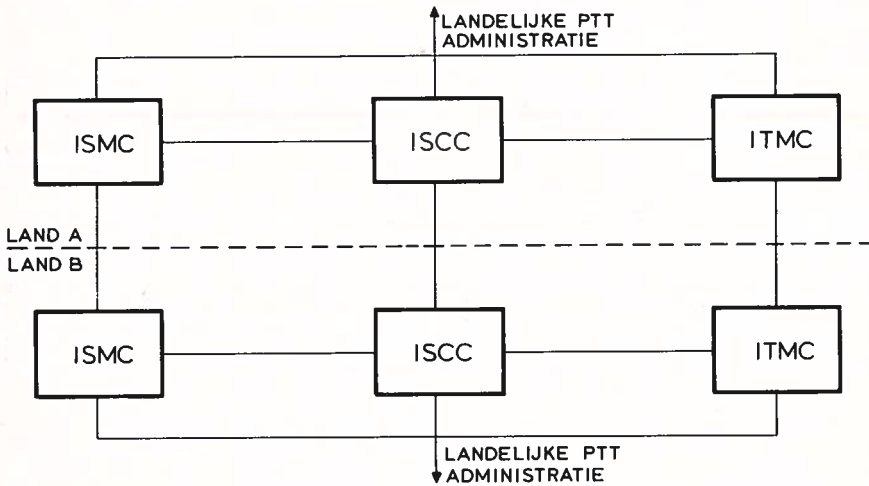 LANDELIJKE PTT
ADMINISTRATIE
ISMC
ISCC
ITMC
LAND A
LAND B
ISMC
ISCC
ITMC
LANDELIJKE PTT
ADMINISTRATIE